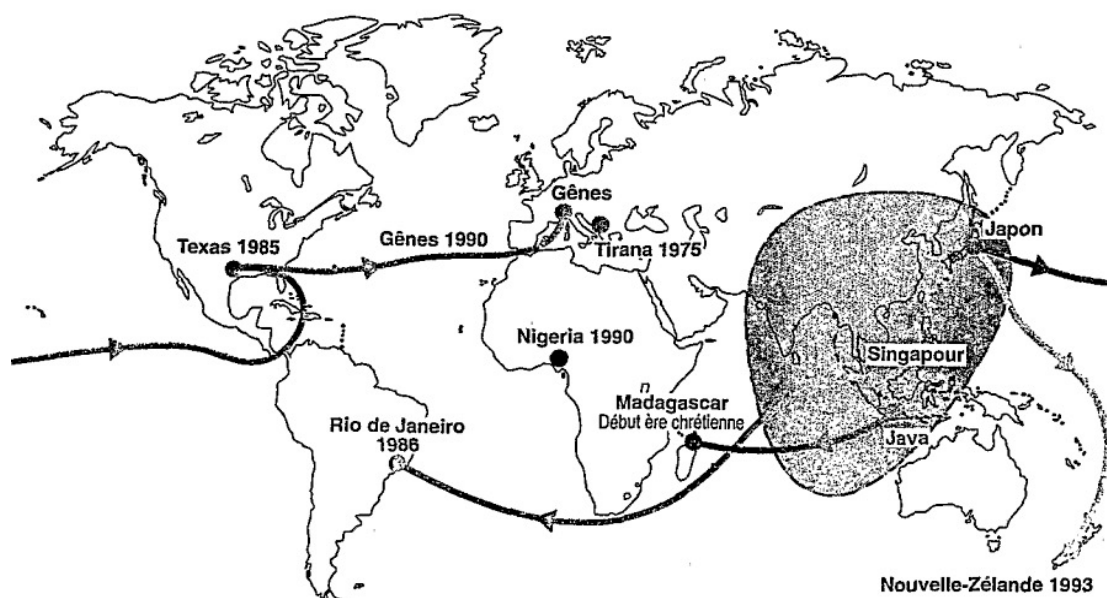 Gênes
Japon
Texas 1985
Gênes 1990
Tirana 1975
Nigeria 1990
Singapour
n
Madagascar
Début ère chrétienne
Rio de Janeiro
1986
Java
Nouvelle-Zélande 1993